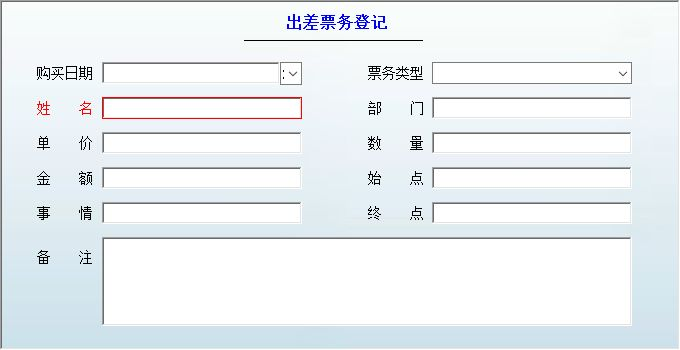 出差票务登记
购买日期 票务类型
姓 名 部 门
单 价 数 量
金 额 始 点
事 情 终 点
备 注